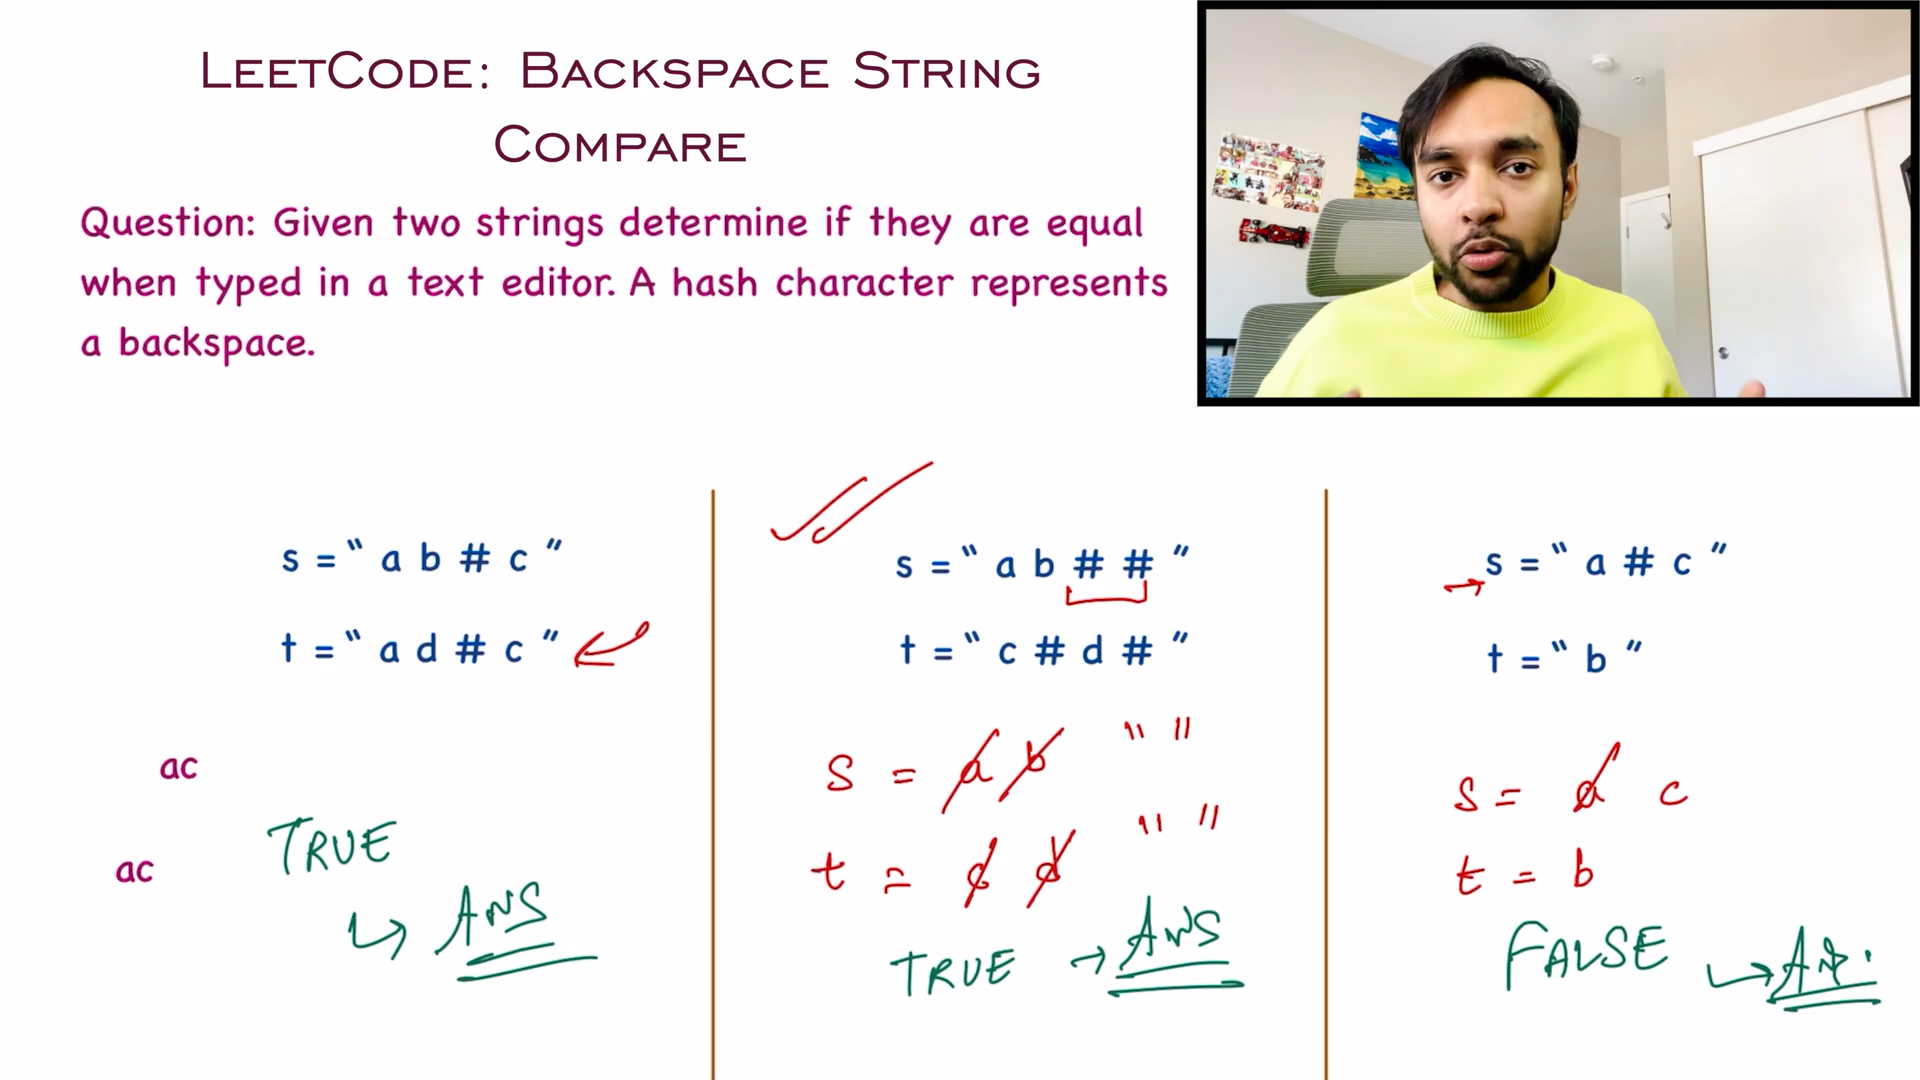 LEETCODE: BACKSPACE STRING
COMPARE
Question: Given two strings determine if they are equal
when typed in a text editor. A hash character represents
a backspace.
s = “ a b # c ”
t = “ a d # c ”
ac
ac
TRUE
↳ ANS
s = “ a b # # ”
t = “ c # d # ”
s = a b " "
t = c d " "
TRUE → ANS
s = “ a # c ”
t = “ b ”
s = a c
t = b
FALSE ↳ Ans.